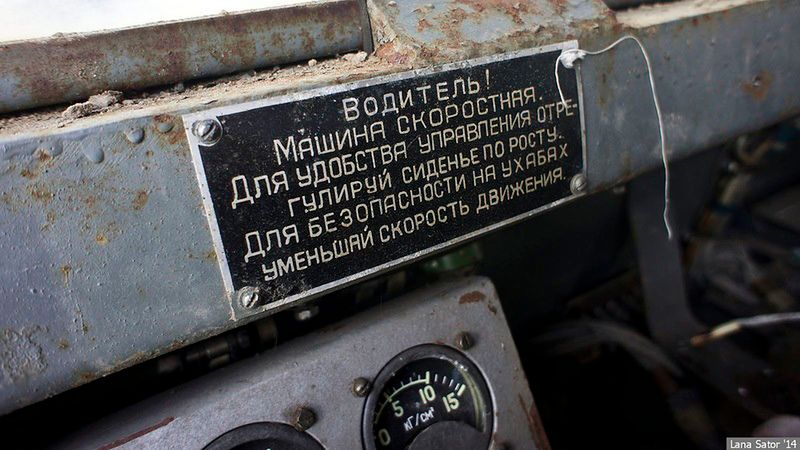 ВОДИТЕЛЬ!
МАШИНА СКОРОСТНАЯ.
ДЛЯ УДОБСТВА УПРАВЛЕНИЯ ОТРЕ-
ГУЛИРУЙ СИДЕНЬЕ ПО РОСТУ.
ДЛЯ БЕЗОПАСНОСТИ НА УХАБАХ
УМЕНЬШАЙ СКОРОСТЬ ДВИЖЕНИЯ.
0 5 10 15
КГ/СМ²
Lana Sator '14